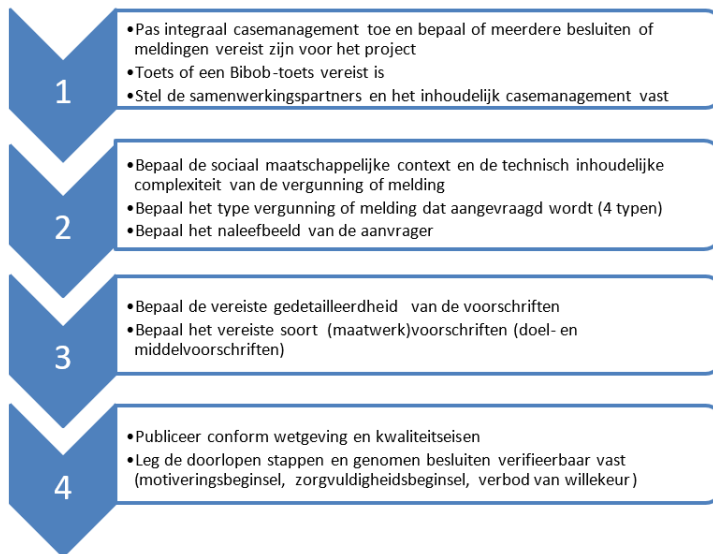 1
•Pas integraal casemanagement toe en bepaal of meerdere besluiten of
meldingen vereist zijn voor het project
•Toets of een Bibob-toets vereist is
•Stel de samenwerkingspartners en het inhoudelijk casemanagement vast
2
•Bepaal de sociaal maatschappelijke context en de technisch inhoudelijke
complexiteit van de vergunning of melding
•Bepaal het type vergunning of melding dat aangevraagd wordt (4 typen)
•Bepaal het naleefbeeld van de aanvrager
3
•Bepaal de vereiste gedetailleerdheid van de voorschriften
•Bepaal het vereiste soort (maatwerk)voorschriften (doel- en
middelvoorschriften)
4
•Publiceer conform wetgeving en kwaliteitseisen
•Leg de doorlopen stappen en genomen besluiten verifieerbaar vast
(motiveringsbeginsel, zorgvuldigheidsbeginsel, verbod van willekeur)